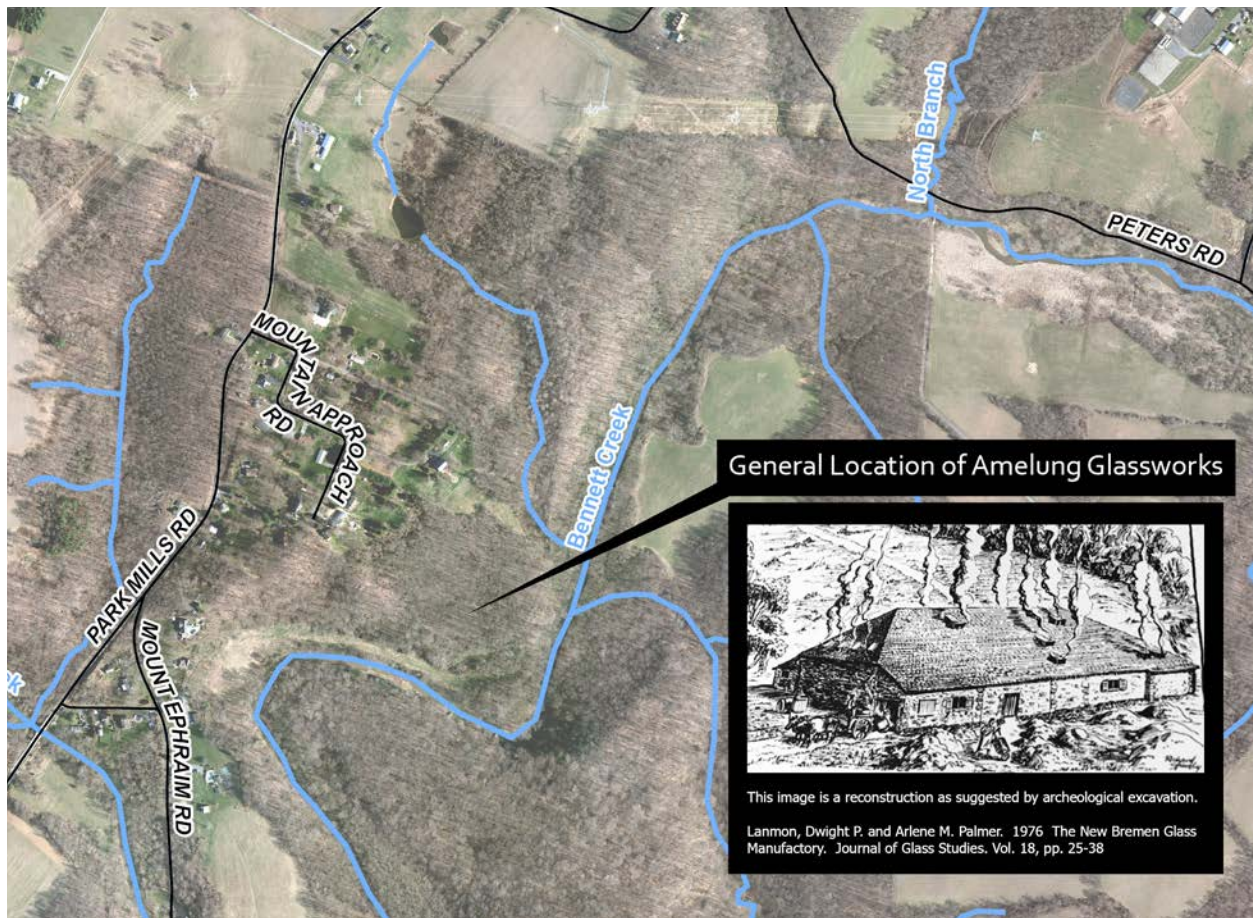 North Branch
PETERS RD
MOUNTAIN APPROACH
RD
Bennett Creek
PARK MILLS RD
MOUNT EPHRAIM RD
General Location of Amelung Glassworks
This image is a reconstruction as suggested by archeological excavation.
Lanmon, Dwight P. and Arlene M. Palmer.  1976  The New Bremen Glass
Manufactory.  Journal of Glass Studies. Vol. 18, pp. 25-38